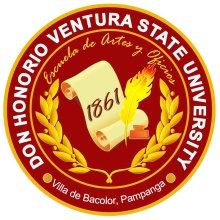 DON HONORIO VENTURA STATE UNIVERSITY
Escuela de Artes y Oficios
1861
Villa de Bacolor, Pampanga